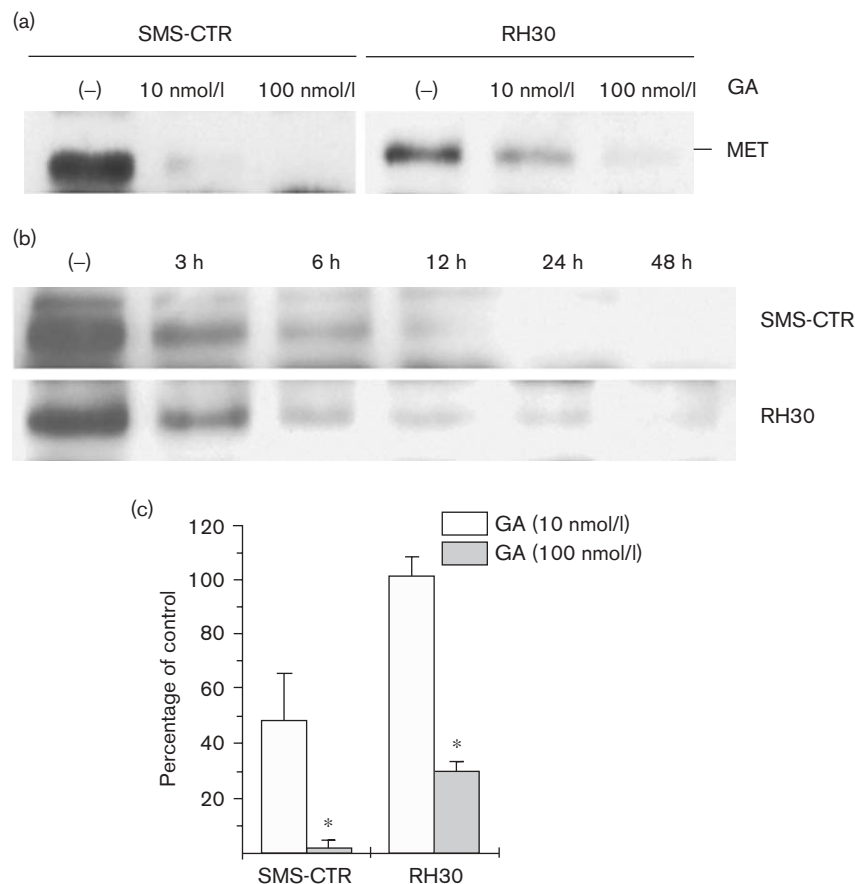 (a)
SMS-CTR RH30
(–) 10 nmol/l 100 nmol/l (–) 10 nmol/l 100 nmol/l GA
MET
(b)
(–) 3 h 6 h 12 h 24 h 48 h
SMS-CTR
RH30
(c)
120
100
80
60
40
20
Percentage of control
GA (10 nmol/l)
GA (100 nmol/l)
*
*
SMS-CTR RH30